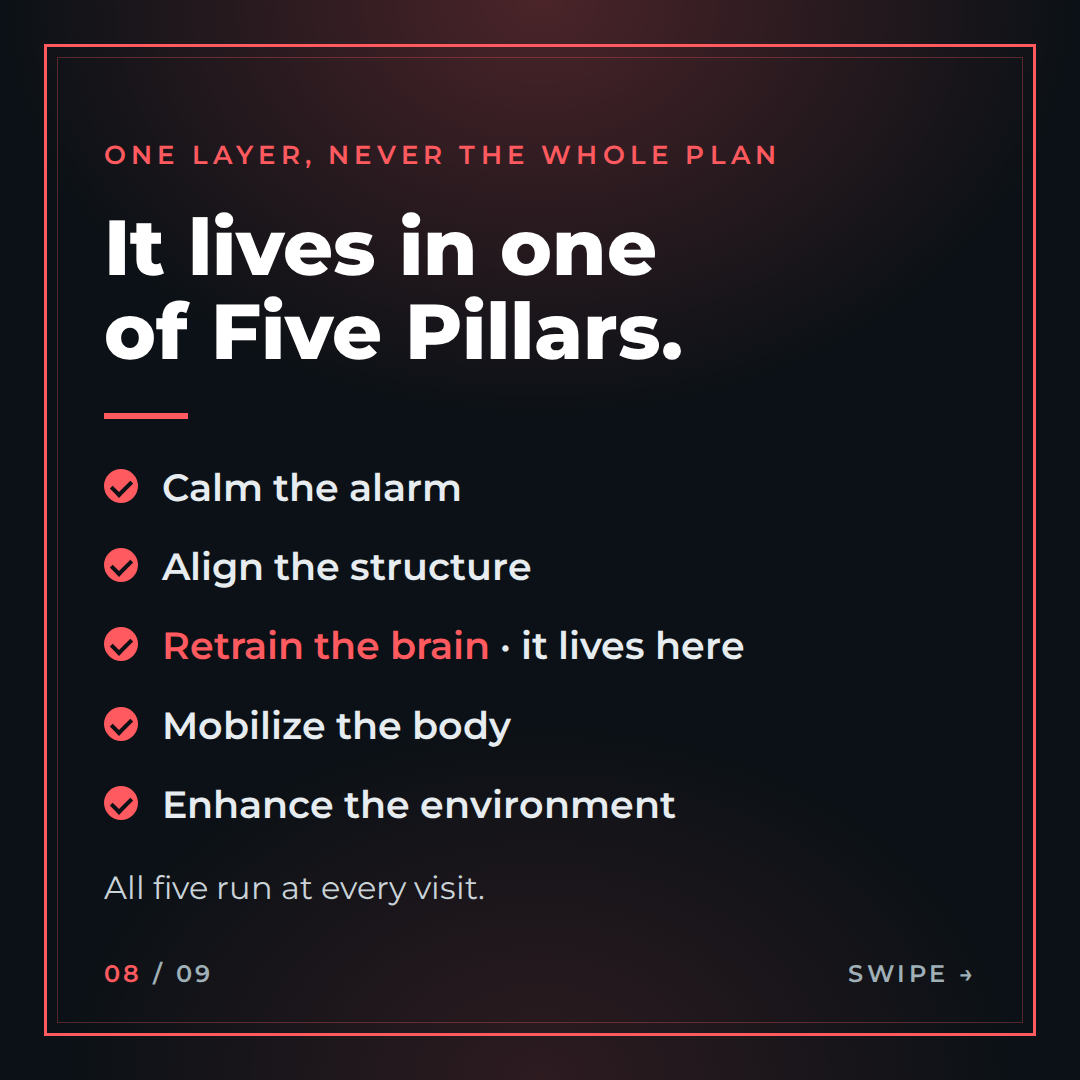 ONE LAYER, NEVER THE WHOLE PLAN
It lives in one
of Five Pillars.
Calm the alarm
Align the structure
Retrain the brain · it lives here
Mobilize the body
Enhance the environment
All five run at every visit.
08 / 09
SWIPE →